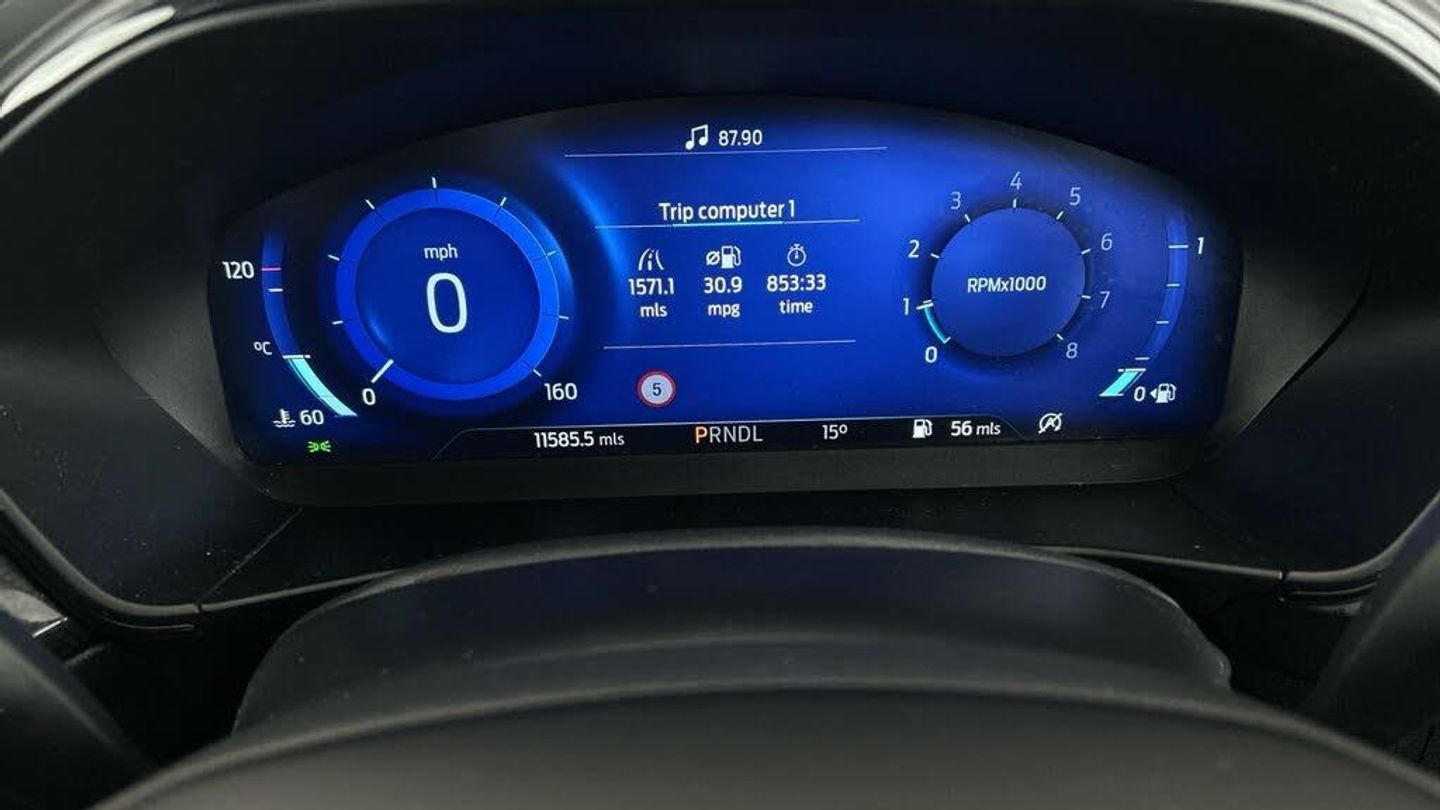 87.90
Trip computer 1
1571.1 30.9 853:33
mls mpg time
120
°C
60
mph
0
0 160
5
3 4 5
2 6
1 7
0 8
RPMx1000
1
0
11585.5 mls PRNDL 15° 56 mls